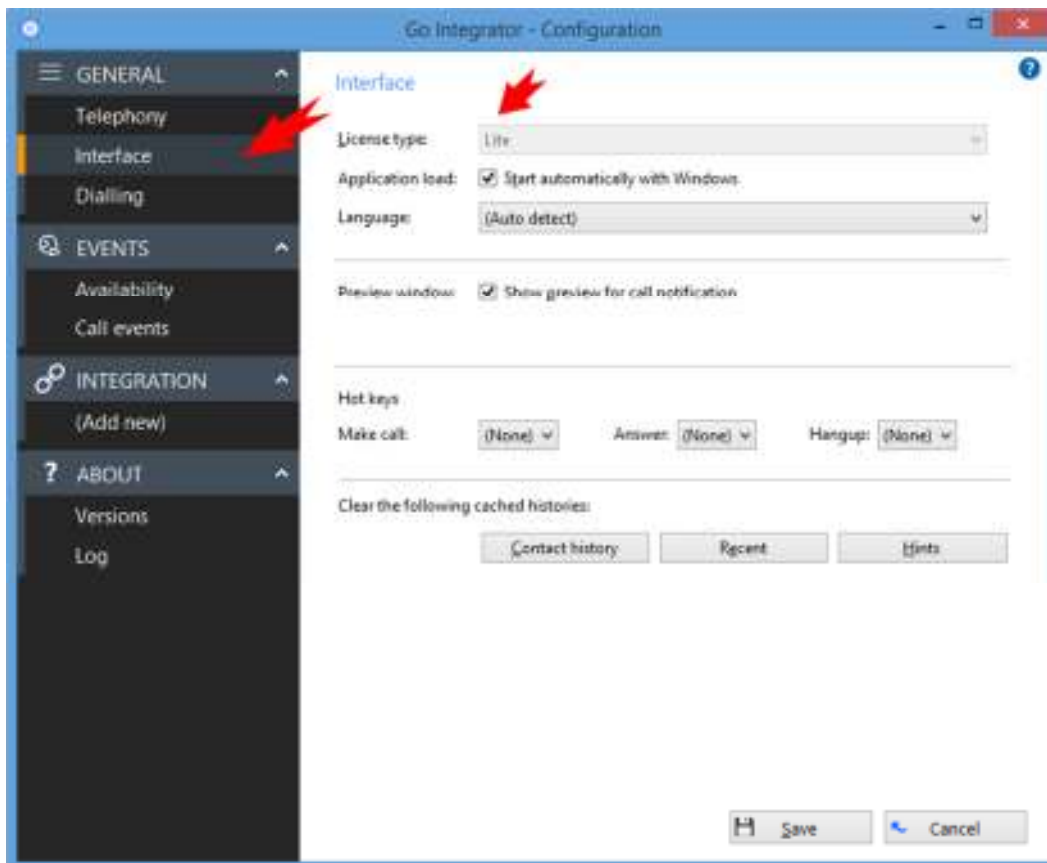 Go Integrator - Configuration
GENERAL
Telephony
Interface
Dialling
EVENTS
Availability
Call events
INTEGRATION
(Add new)
? ABOUT
Versions
Log
?
Interface
License type: Lite
Application load: Start automatically with Windows
Language: (Auto detect)
Preview window: Show preview for call notification
Hot keys
Make call: (None) Answer: (None) Hangup: (None)
Clear the following cached histories:
Contact history Recent Hints
Save Cancel